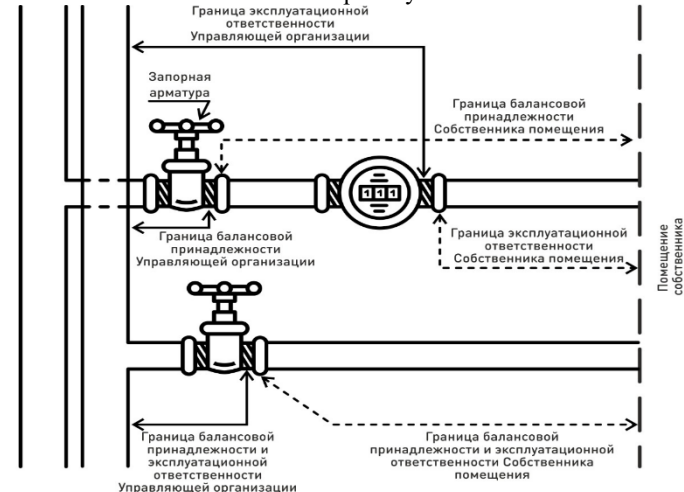 Граница эксплуатационной
ответственности
Управляющей организации
Запорная
арматура
Граница балансовой
принадлежности
Собственника помещения
111
Граница балансовой
принадлежности
Управляющей организации
Граница эксплуатационной
ответственности
Собственника помещения
Помещение
собственника
Граница балансовой
принадлежности и
эксплуатационной
ответственности
Управляющей организации
Граница балансовой
принадлежности и эксплуатационной
ответственности Собственника
помещения